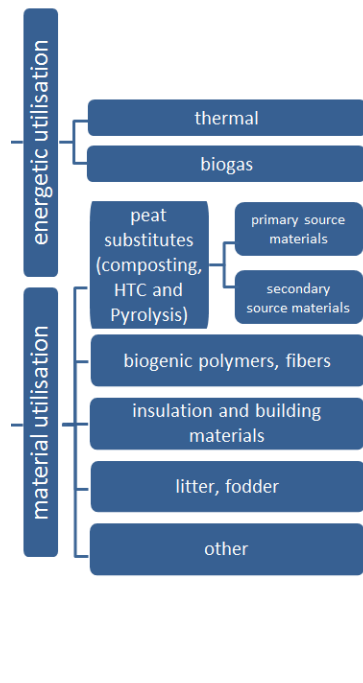 energetic utilisation
thermal
biogas
peat
substitutes
(composting,
HTC and
Pyrolysis)
primary source
materials
secondary
source materials
material utilisation
biogenic polymers, fibers
insulation and building
materials
litter, fodder
other